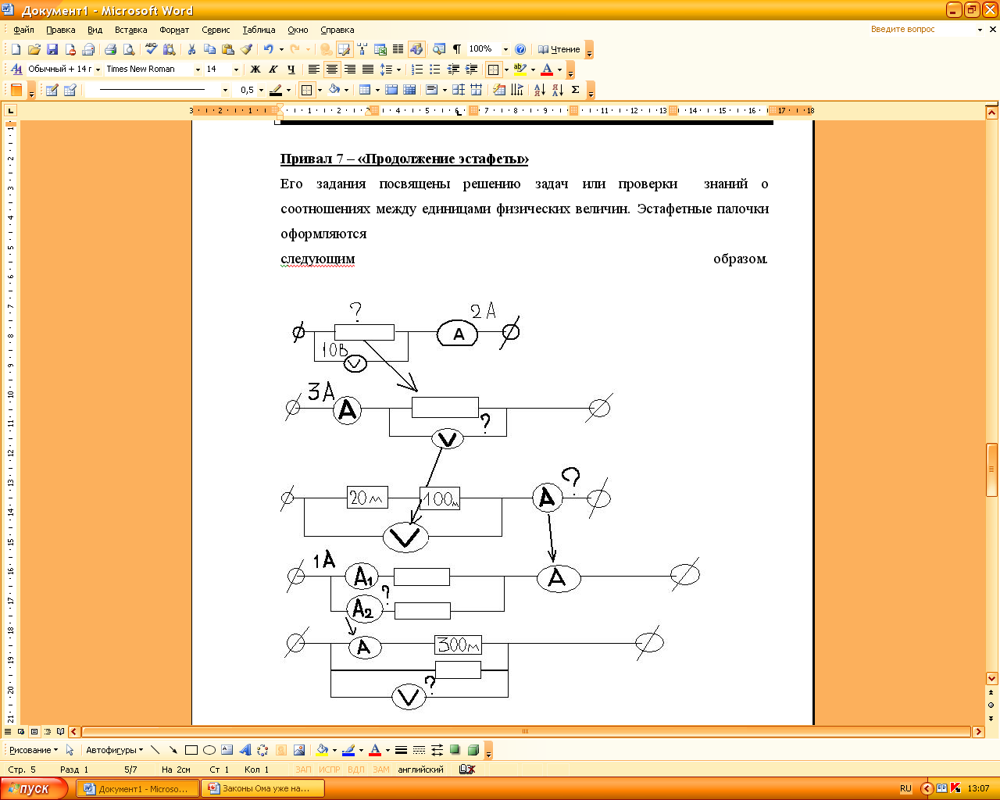 Документ1 - Microsoft Word
Файл Правка Вид Вставка Формат Сервис Таблица Окно Справка
Введите вопрос
100% Чтение
Обычный + 14 г Times New Roman 14 Ж К Ч
0,5
3 2 1 1 2 3 4 5 6 7 8 9 10 11 12 13 14 15 16 17 18
Привал 7 – «Продолжение эстафеты»
Его задания посвящены решению задач или проверки знаний о
соотношениях между единицами физических величин. Эстафетные палочки
оформляются
следующим образом.
? 2 А
А
10В
V
3А
А
?
V
?
20м 100м А
V
1А
А1 А
?
А2
А 300м
?
V
Рисование Автофигуры
Стр. 5 Разд 1 5/7 На 2см Ст 1 Кол 1 ЗАП ИСПР ВДЛ ЗАМ английский
пуск Документ1 - Microso... Законы Ома уже на... RU 13:07